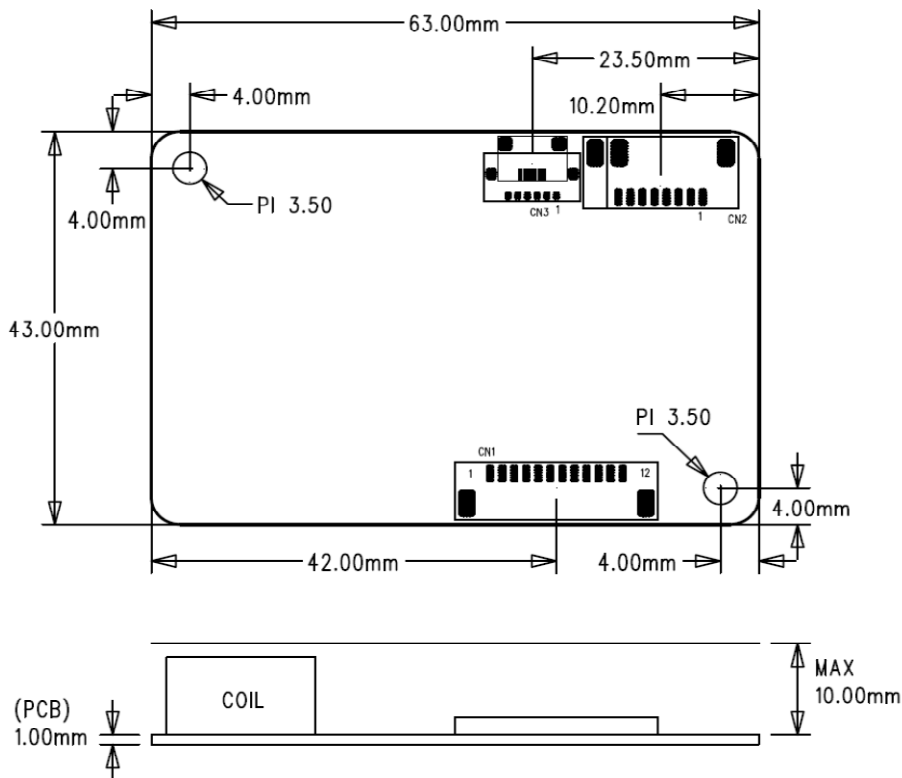 63.00mm
23.50mm
4.00mm
10.20mm
PI 3.50
4.00mm
CN3 1
1 CN2
43.00mm
PI 3.50
CN1
1 12
4.00mm
42.00mm
4.00mm
COIL
MAX
10.00mm
(PCB)
1.00mm